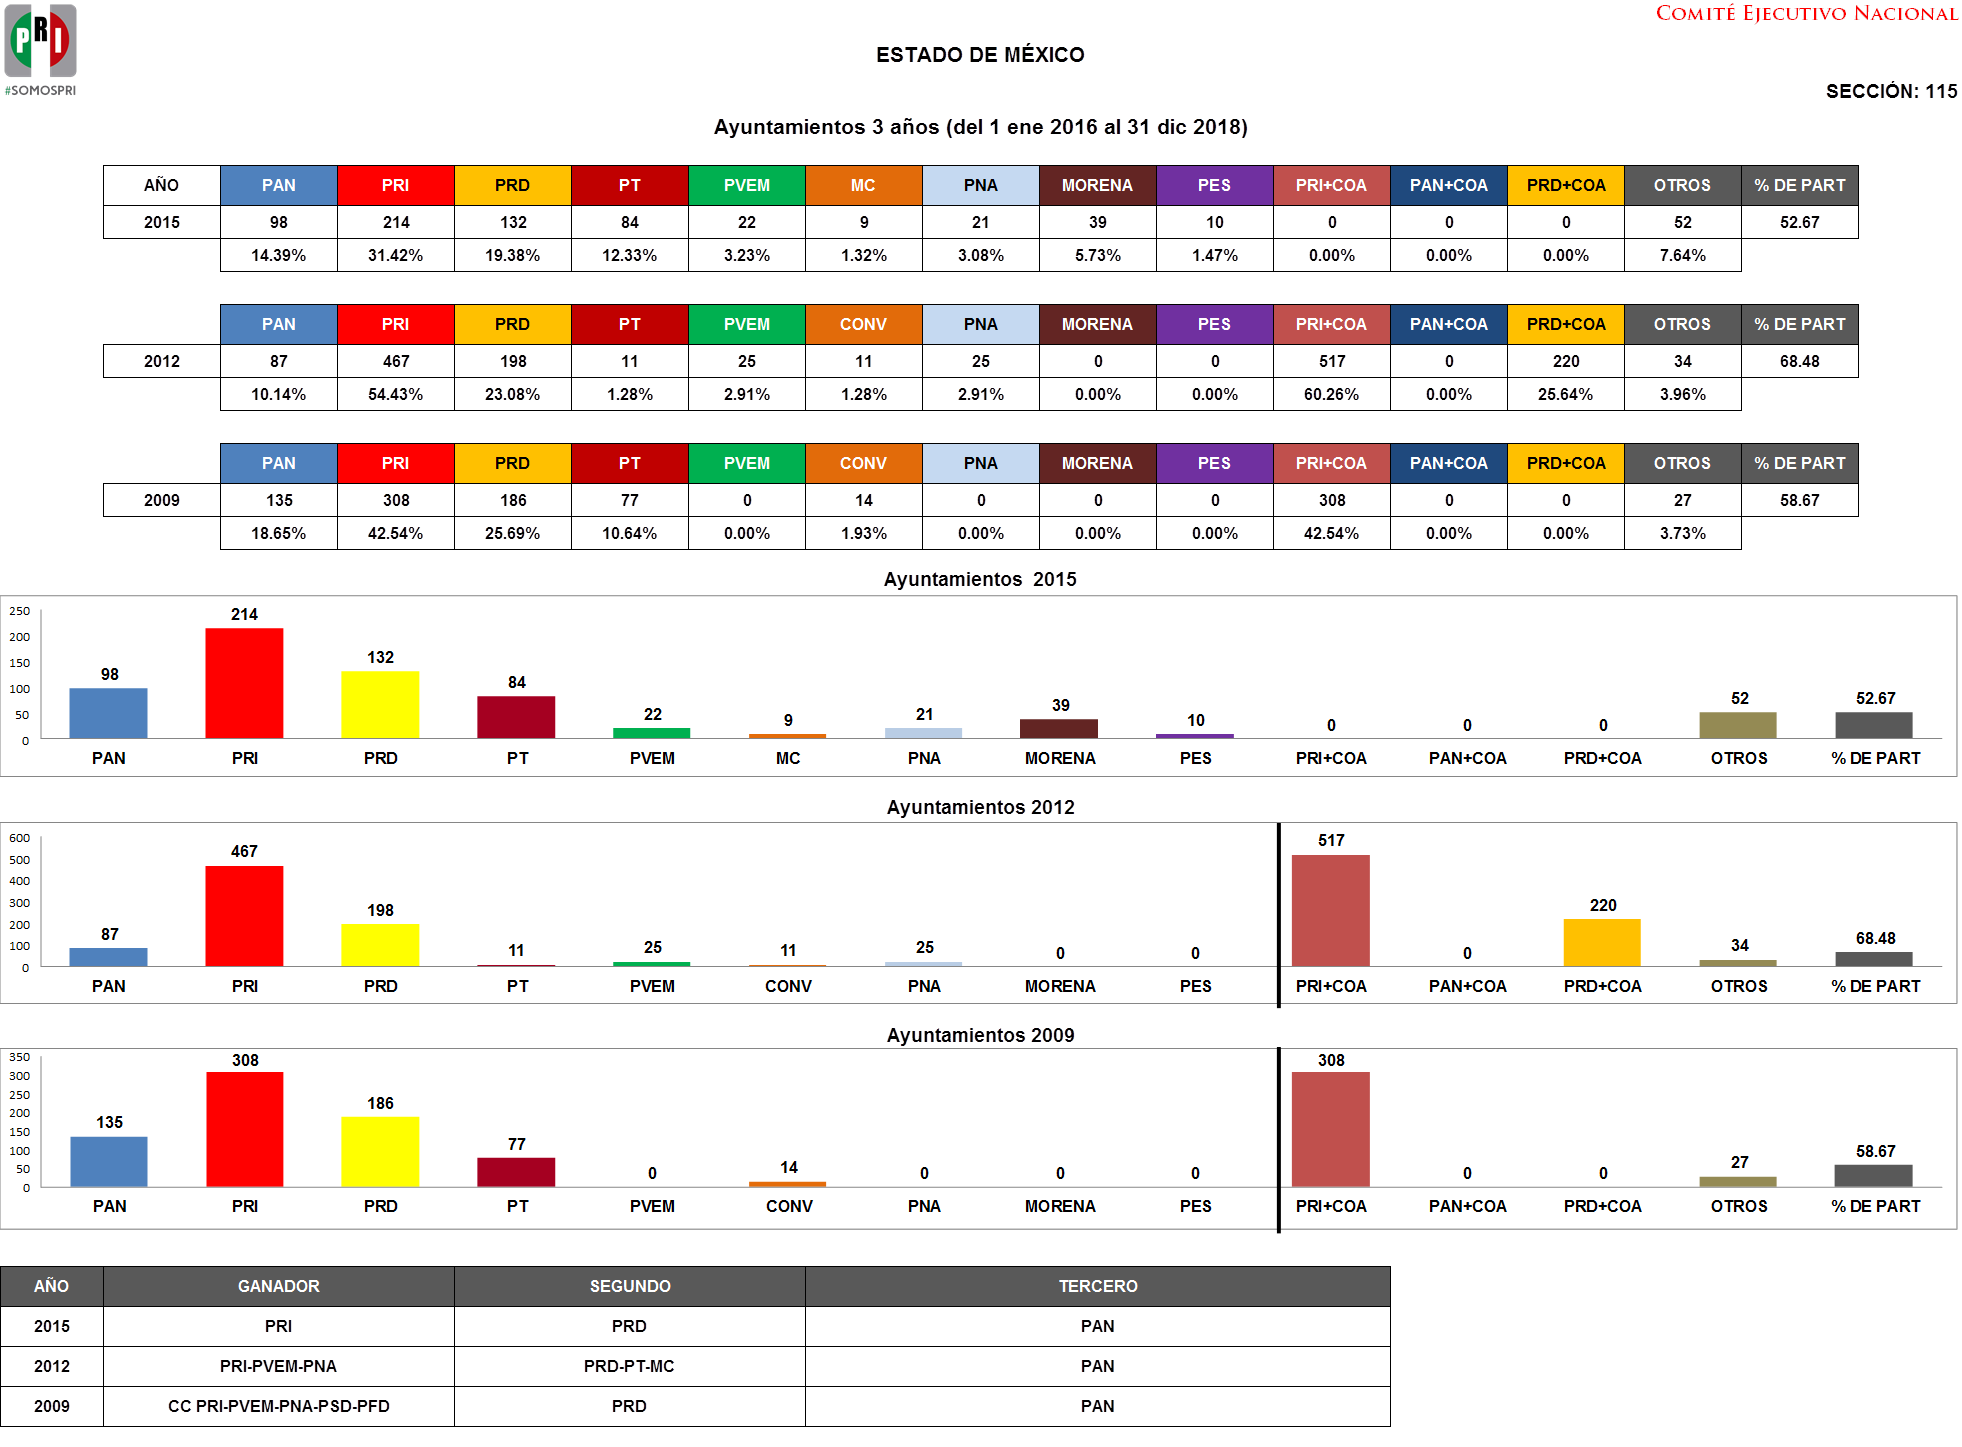 PRI
#SOMOSPRI
COMITÉ EJECUTIVO NACIONAL
ESTADO DE MÉXICO
SECCIÓN: 115
Ayuntamientos 3 años (del 1 ene 2016 al 31 dic 2018)
AÑO PAN PRI PRD PT PVEM MC PNA MORENA PES PRI+COA PAN+COA PRD+COA OTROS % DE PART
2015 98 214 132 84 22 9 21 39 10 0 0 0 52 52.67
14.39% 31.42% 19.38% 12.33% 3.23% 1.32% 3.08% 5.73% 1.47% 0.00% 0.00% 0.00% 7.64%
PAN PRI PRD PT PVEM CONV PNA MORENA PES PRI+COA PAN+COA PRD+COA OTROS % DE PART
2012 87 467 198 11 25 11 25 0 0 517 0 220 34 68.48
10.14% 54.43% 23.08% 1.28% 2.91% 1.28% 2.91% 0.00% 0.00% 60.26% 0.00% 25.64% 3.96%
PAN PRI PRD PT PVEM CONV PNA MORENA PES PRI+COA PAN+COA PRD+COA OTROS % DE PART
2009 135 308 186 77 0 14 0 0 0 308 0 0 27 58.67
18.65% 42.54% 25.69% 10.64% 0.00% 1.93% 0.00% 0.00% 0.00% 42.54% 0.00% 0.00% 3.73%
Ayuntamientos 2015
250
200
150
100
50
0
98 214 132 84 22 9 21 39 10 0 0 0 52 52.67
PAN PRI PRD PT PVEM MC PNA MORENA PES PRI+COA PAN+COA PRD+COA OTROS % DE PART
Ayuntamientos 2012
600
500
400
300
200
100
0
87 467 198 11 25 11 25 0 0 517 0 220 34 68.48
PAN PRI PRD PT PVEM CONV PNA MORENA PES PRI+COA PAN+COA PRD+COA OTROS % DE PART
Ayuntamientos 2009
350
300
250
200
150
100
50
0
135 308 186 77 0 14 0 0 0 308 0 0 27 58.67
PAN PRI PRD PT PVEM CONV PNA MORENA PES PRI+COA PAN+COA PRD+COA OTROS % DE PART
AÑO GANADOR SEGUNDO TERCERO
2015 PRI PRD PAN
2012 PRI-PVEM-PNA PRD-PT-MC PAN
2009 CC PRI-PVEM-PNA-PSD-PFD PRD PAN